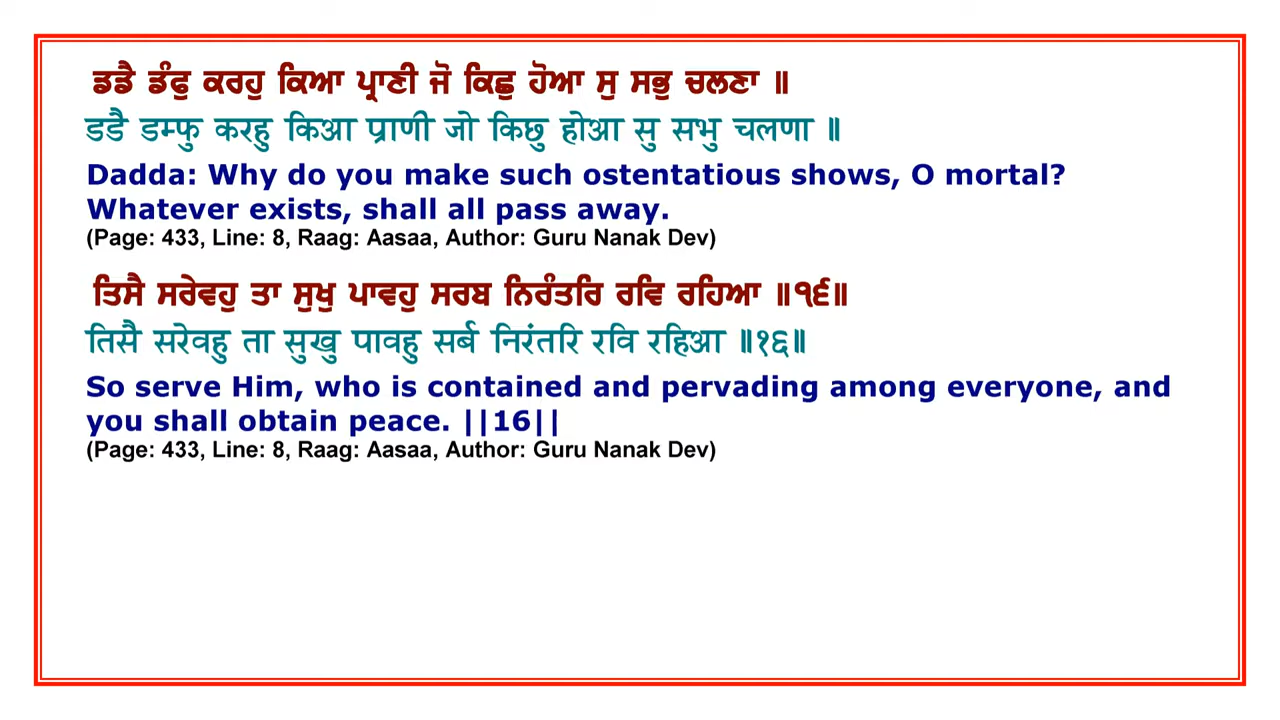 ਡਡੈ ਡੰਫੁ ਕਰਹੁ ਕਿਆ ਪ੍ਰਾਣੀ ਜੋ ਕਿਛੁ ਹੋਆ ਸੁ ਸਭੁ ਚਲਣਾ ॥
डडै ड्मफु करहु किआ प्राणी जो किछु होआ सु सभु चलणा ॥
Dadda: Why do you make such ostentatious shows, O mortal?
Whatever exists, shall all pass away.
(Page: 433, Line: 8, Raag: Aasaa, Author: Guru Nanak Dev)
ਤਿਸੈ ਸਰੇਵਹੁ ਤਾ ਸੁਖੁ ਪਾਵਹੁ ਸਰਬ ਨਿਰੰਤਰਿ ਰਵਿ ਰਹਿਆ ॥੧੬॥
तिसै सरेवहु ता सुखु पावहु सर्ब निरंतरि रवि रहिआ ॥१६॥
So serve Him, who is contained and pervading among everyone, and
you shall obtain peace. ||16||
(Page: 433, Line: 8, Raag: Aasaa, Author: Guru Nanak Dev)